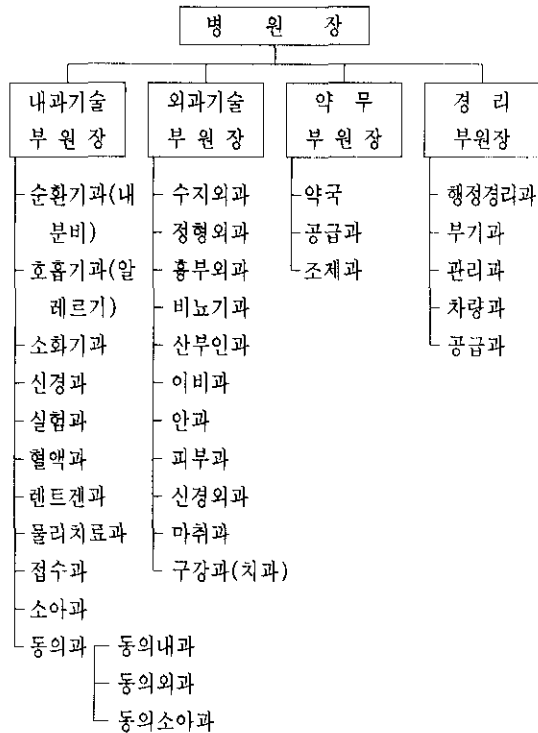 병 원 장
내과기술
부 원 장
외과기술
부 원 장
약 무
부 원 장
경 리
부원장
순환기과(내
분비)
호흡기과(알
레르기)
소화기과
신경과
실험과
혈액과
렌트겐과
물리치료과
접수과
소아과
동의과
동의내과
동의외과
동의소아과
수지외과
정형외과
흉부외과
비뇨기과
산부인과
이비과
안과
피부과
신경외과
마취과
구강과(치과)
약국
공급과
조제과
행정경리과
부기과
관리과
차량과
공급과